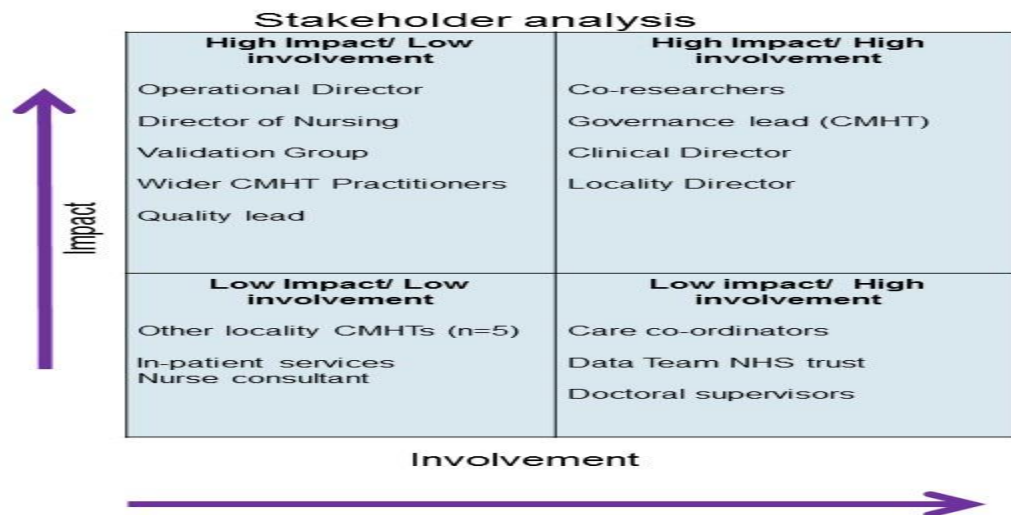 Stakeholder analysis
High Impact/ Low
involvement
Operational Director
Director of Nursing
Validation Group
Wider CMHT Practitioners
Quality lead
High Impact/ High
involvement
Co-researchers
Governance lead (CMHT)
Clinical Director
Locality Director
Impact
Low Impact/ Low
involvement
Other locality CMHTs (n=5)
In-patient services
Nurse consultant
Low impact/ High
involvement
Care co-ordinators
Data Team NHS trust
Doctoral supervisors
Involvement